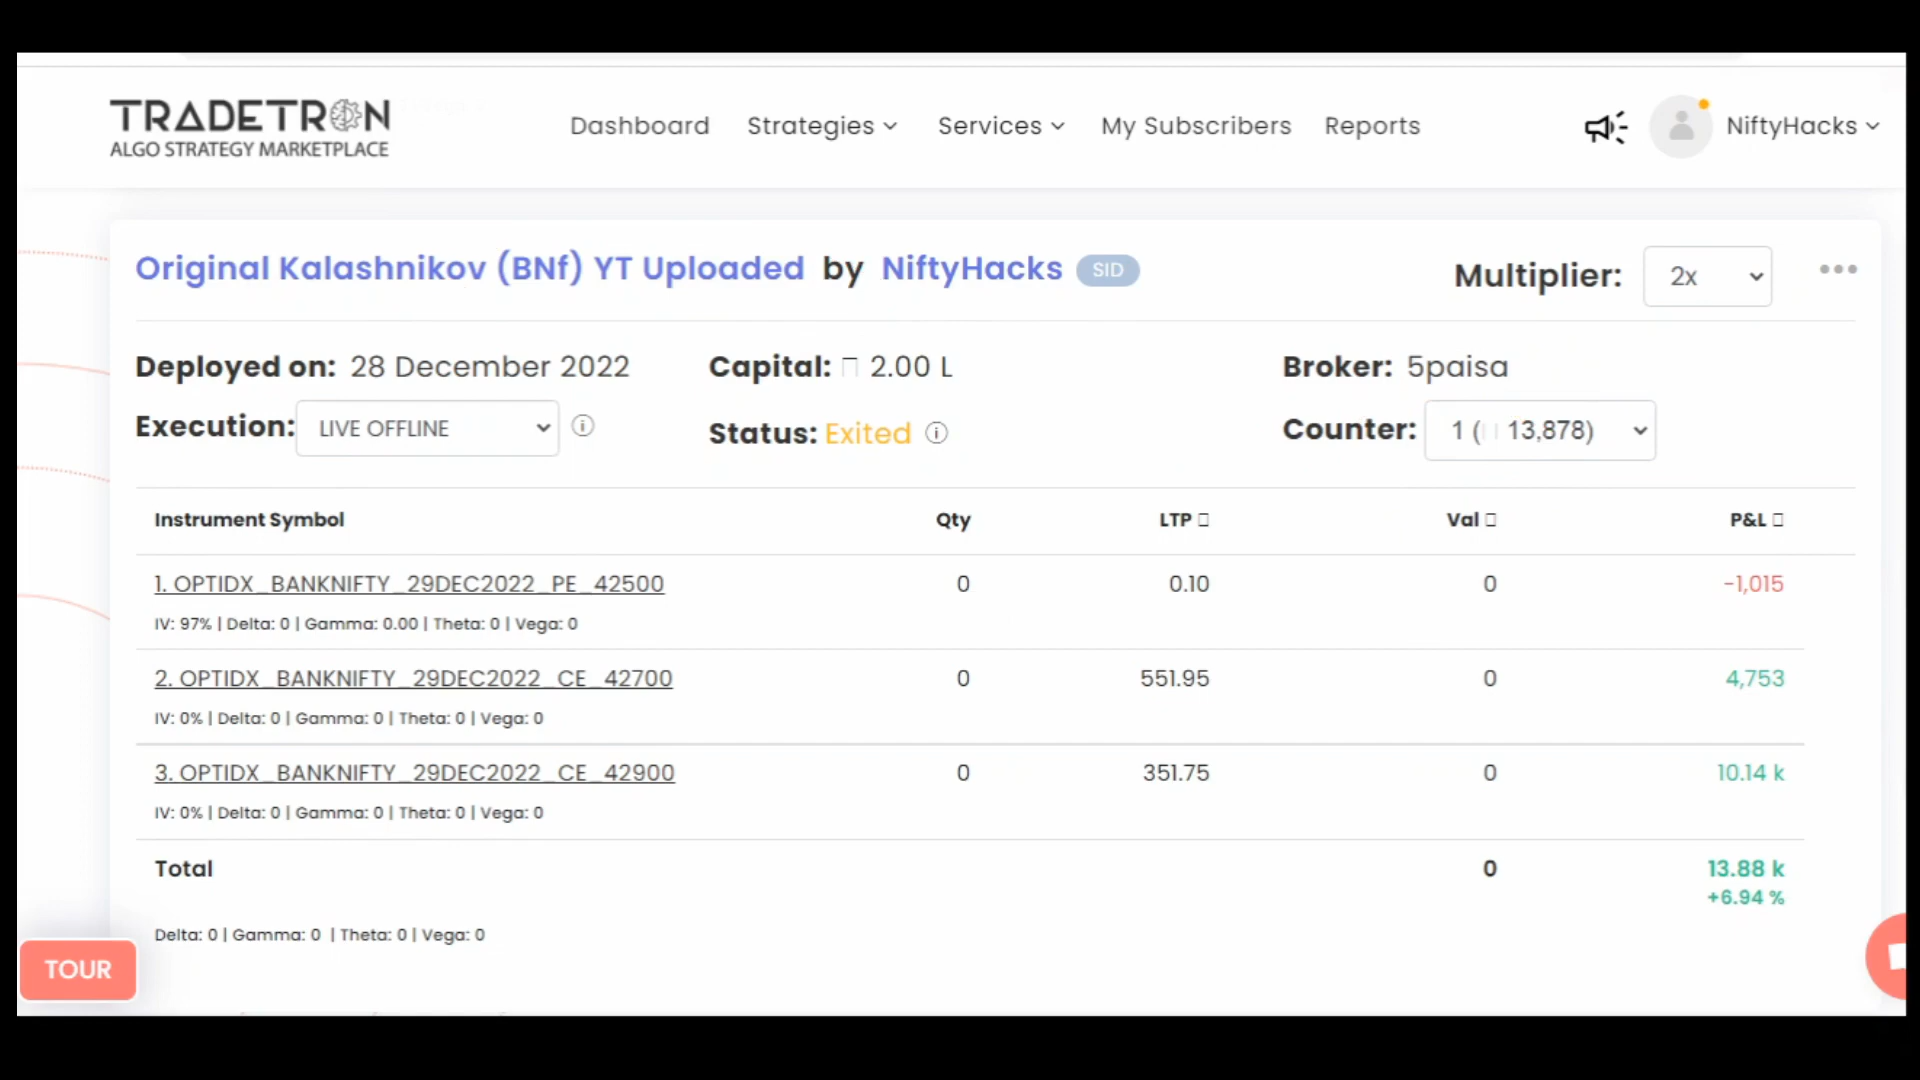 TRADETRON
ALGO STRATEGY MARKETPLACE
Dashboard Strategies Services My Subscribers Reports NiftyHacks
Original Kalashnikov (BNf) YT Uploaded by NiftyHacks SID Multiplier: 2x
Deployed on: 28 December 2022 Capital: 2.00 L Broker: 5paisa
Execution: LIVE OFFLINE Status: Exited Counter: 1 ( 13,878)
Instrument Symbol Qty LTP Val P&L
1. OPTIDX_BANKNIFTY_29DEC2022_PE_42500 0 0.10 0 -1,015
IV: 97% | Delta: 0 | Gamma: 0.00 | Theta: 0 | Vega: 0
2. OPTIDX_BANKNIFTY_29DEC2022_CE_42700 0 551.95 0 4,753
IV: 0% | Delta: 0 | Gamma: 0 | Theta: 0 | Vega: 0
3. OPTIDX_BANKNIFTY_29DEC2022_CE_42900 0 351.75 0 10.14 k
IV: 0% | Delta: 0 | Gamma: 0 | Theta: 0 | Vega: 0
Total 0 13.88 k
+6.94 %
Delta: 0 | Gamma: 0 | Theta: 0 | Vega: 0
TOUR